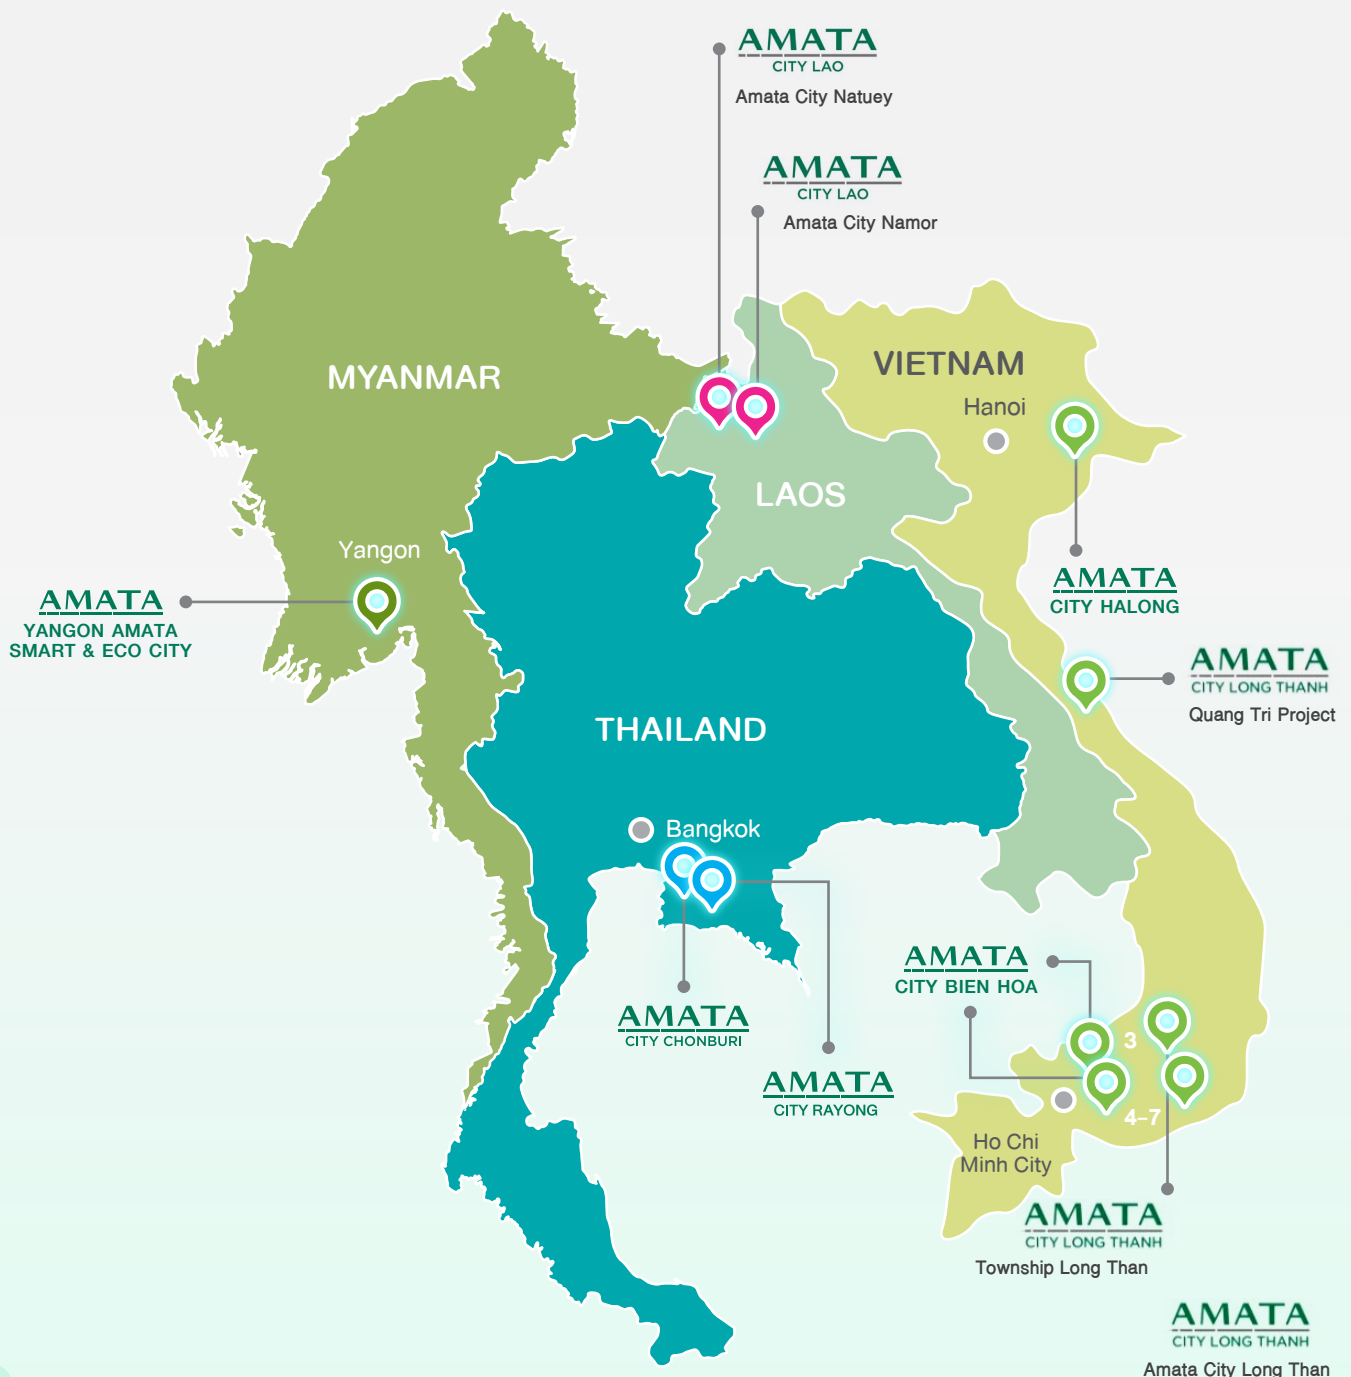 AMATA
CITY LAO
Amata City Natuey
AMATA
CITY LAO
Amata City Namor
MYANMAR
VIETNAM
Hanoi
LAOS
Yangon
AMATA
YANGON AMATA
SMART & ECO CITY
AMATA
CITY HALONG
AMATA
CITY LONG THANH
Quang Tri Project
THAILAND
Bangkok
AMATA
CITY BIEN HOA
AMATA
CITY CHONBURI
AMATA
CITY RAYONG
3
4-7
Ho Chi
Minh City
AMATA
CITY LONG THANH
Township Long Than
AMATA
CITY LONG THANH
Amata City Long Than